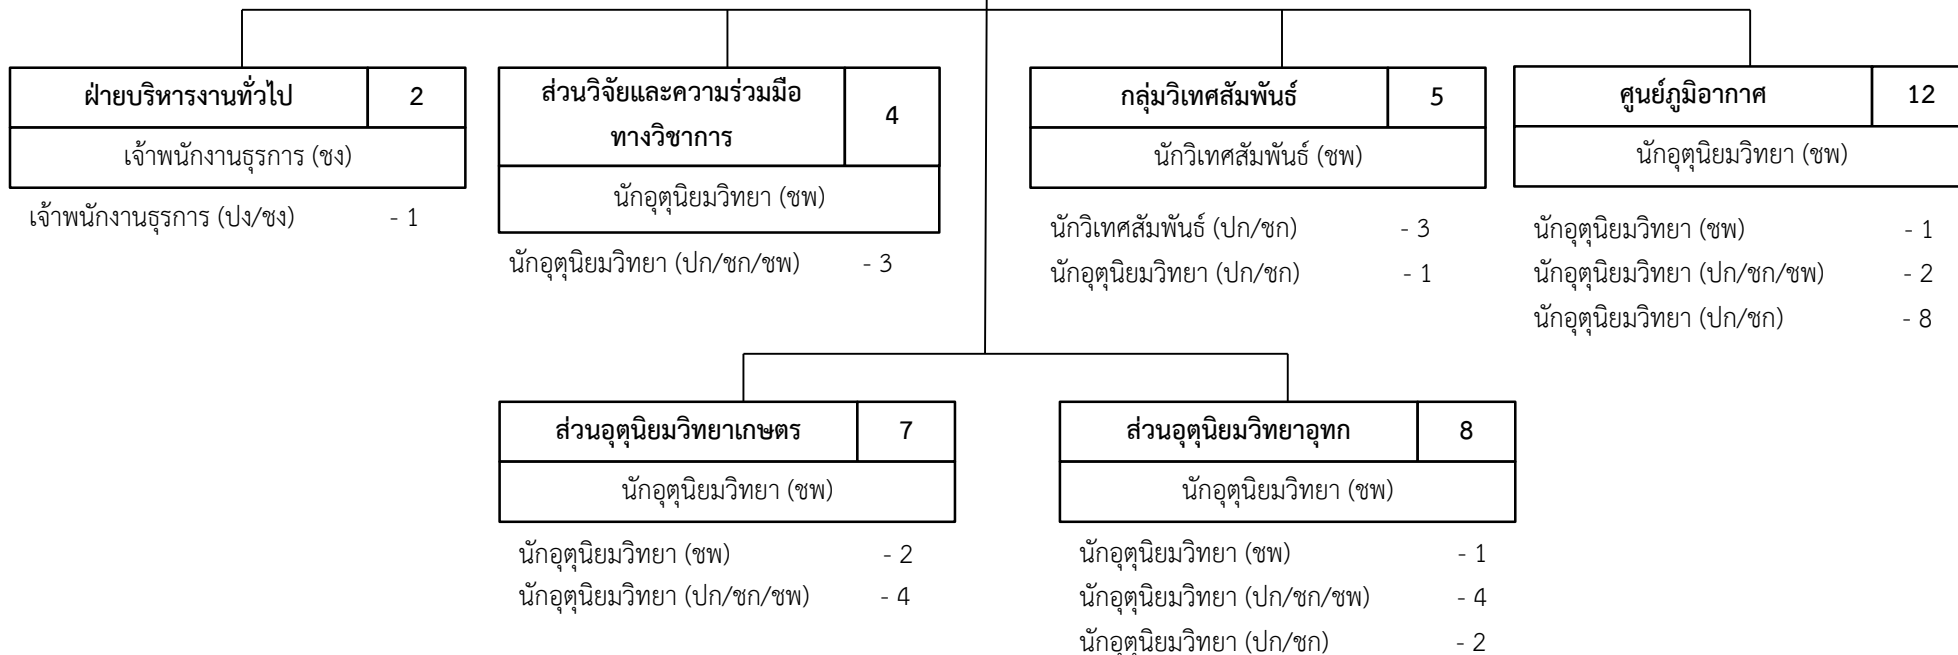 ฝ่ายบริหารงานทั่วไป 2
เจ้าพนักงานธุรการ (ชง)
เจ้าพนักงานธุรการ (ปง/ชง) - 1
ส่วนวิจัยและความร่วมมือ
ทางวิชาการ
4
นักอุตุนิยมวิทยา (ชพ)
นักอุตุนิยมวิทยา (ปก/ชก/ชพ) - 3
กลุ่มวิเทศสัมพันธ์ 5
นักวิเทศสัมพันธ์ (ชพ)
นักวิเทศสัมพันธ์ (ปก/ชก) - 3
นักอุตุนิยมวิทยา (ปก/ชก) - 1
ศูนย์ภูมิอากาศ 12
นักอุตุนิยมวิทยา (ชพ)
นักอุตุนิยมวิทยา (ชพ) - 1
นักอุตุนิยมวิทยา (ปก/ชก/ชพ) - 2
นักอุตุนิยมวิทยา (ปก/ชก) - 8
ส่วนอุตุนิยมวิทยาเกษตร 7
นักอุตุนิยมวิทยา (ชพ)
นักอุตุนิยมวิทยา (ชพ) - 2
นักอุตุนิยมวิทยา (ปก/ชก/ชพ) - 4
ส่วนอุตุนิยมวิทยาอุทก 8
นักอุตุนิยมวิทยา (ชพ)
นักอุตุนิยมวิทยา (ชพ) - 1
นักอุตุนิยมวิทยา (ปก/ชก/ชพ) - 4
นักอุตุนิยมวิทยา (ปก/ชก) - 2